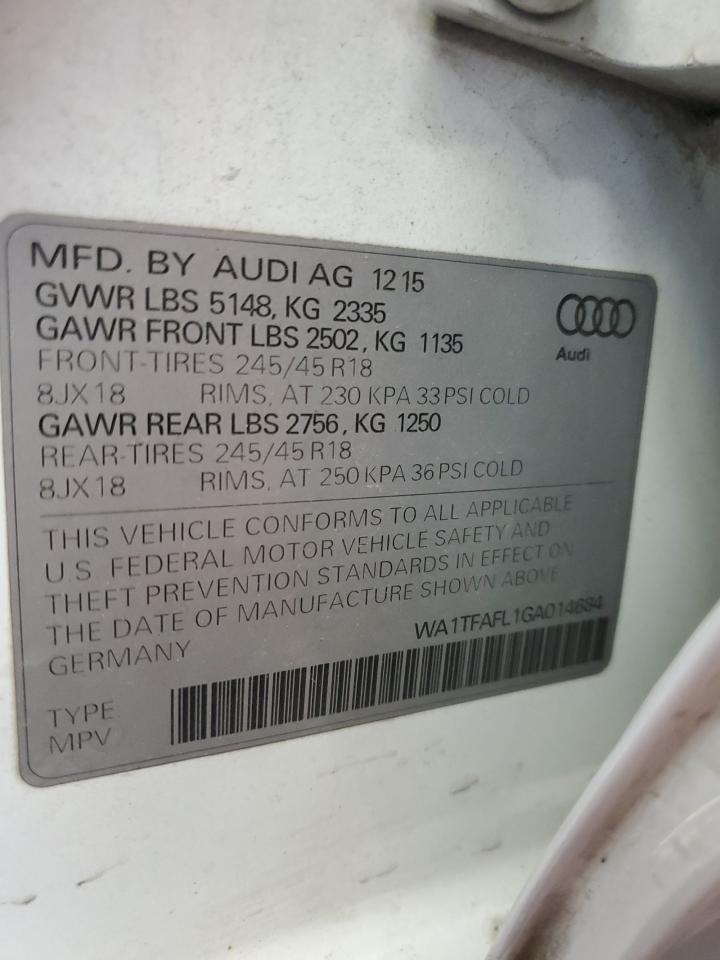 MFD. BY AUDI AG 12 15
GVWR LBS 5148, KG 2335
GAWR FRONT LBS 2502, KG 1135
FRONT-TIRES 245/45 R18
8JX18 RIMS, AT 230 KPA 33 PSI COLD
GAWR REAR LBS 2756, KG 1250
REAR-TIRES 245/45 R18
8JX18 RIMS, AT 250 KPA 36 PSI COLD
Audi
THIS VEHICLE CONFORMS TO ALL APPLICABLE
U.S. FEDERAL MOTOR VEHICLE SAFETY AND
THEFT PREVENTION STANDARDS IN EFFECT ON
THE DATE OF MANUFACTURE SHOWN ABOVE
GERMANY
WA1TFAFL1GA014684
TYPE
MPV